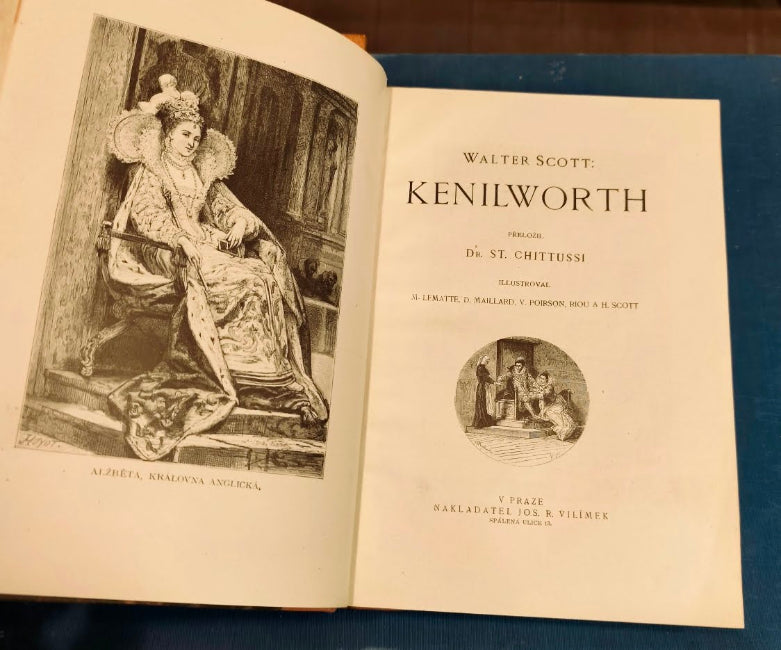 ALŽBĚTA, KRÁLOVNA ANGLICKÁ.
WALTER SCOTT:
KENILWORTH
PŘELOŽIL
DR. ST. CHITTUSSI
ILLUSTROVAL
M. LEMATTE, D. MAILLARD, V. POIRSON, RIOU A H. SCOTT
V PRAZE
NAKLADATEL JOS. R. VILÍMEK
SPÁLENÁ ULICE